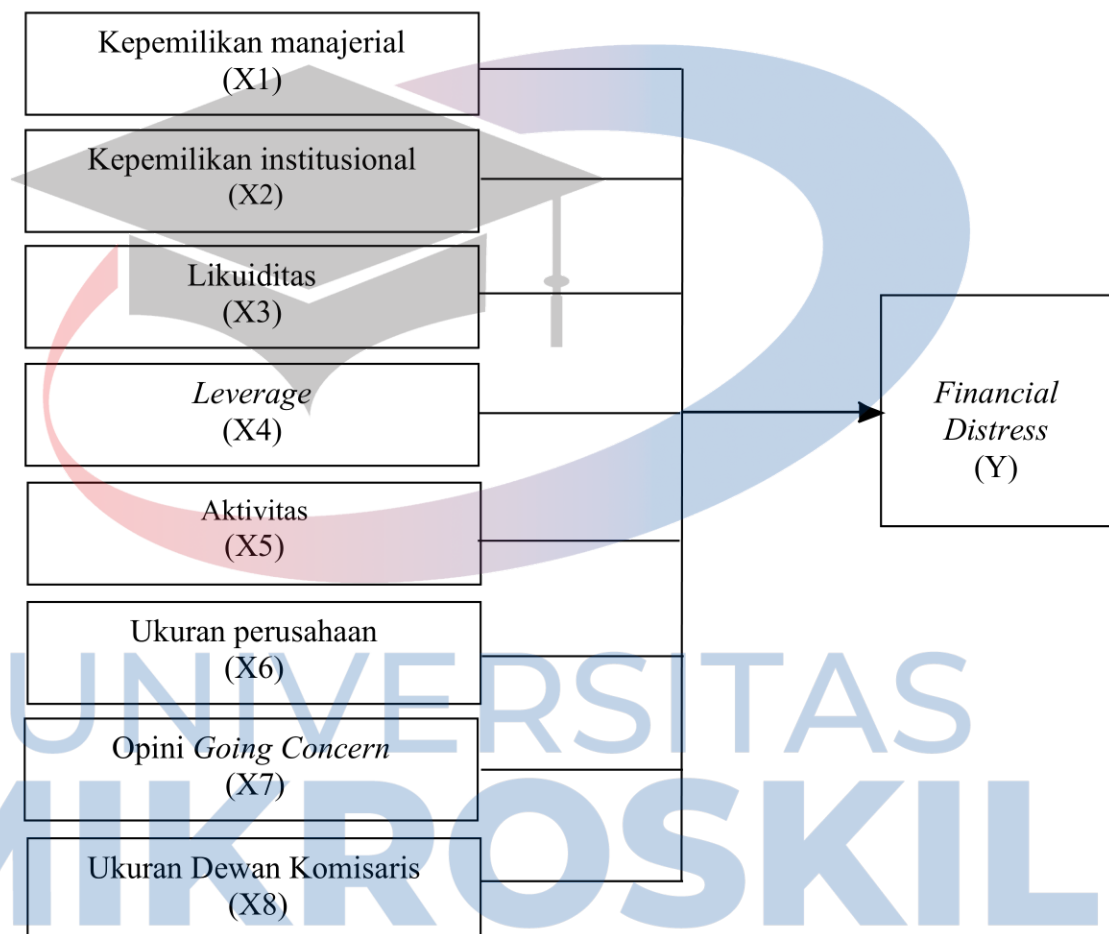 Kepemilikan manajerial
(X1)
Kepemilikan institusional
(X2)
Likuiditas
(X3)
Leverage
(X4)
Aktivitas
(X5)
Ukuran perusahaan
(X6)
Opini Going Concern
(X7)
Ukuran Dewan Komisaris
(X8)
Financial
Distress
(Y)
UNIVERSITAS
MIKROSKIL